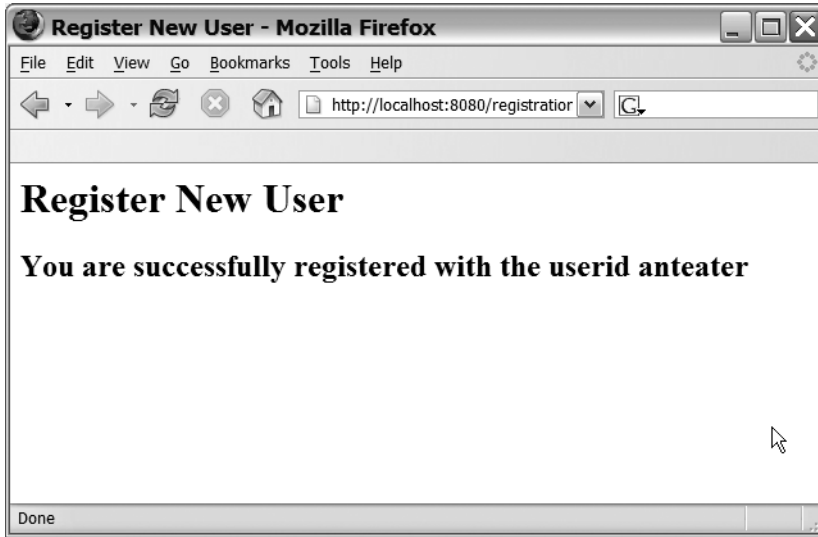 Register New User - Mozilla Firefox
File Edit View Go Bookmarks Tools Help
http://localhost:8080/registration
G
Register New User
You are successfully registered with the userid anteater
Done